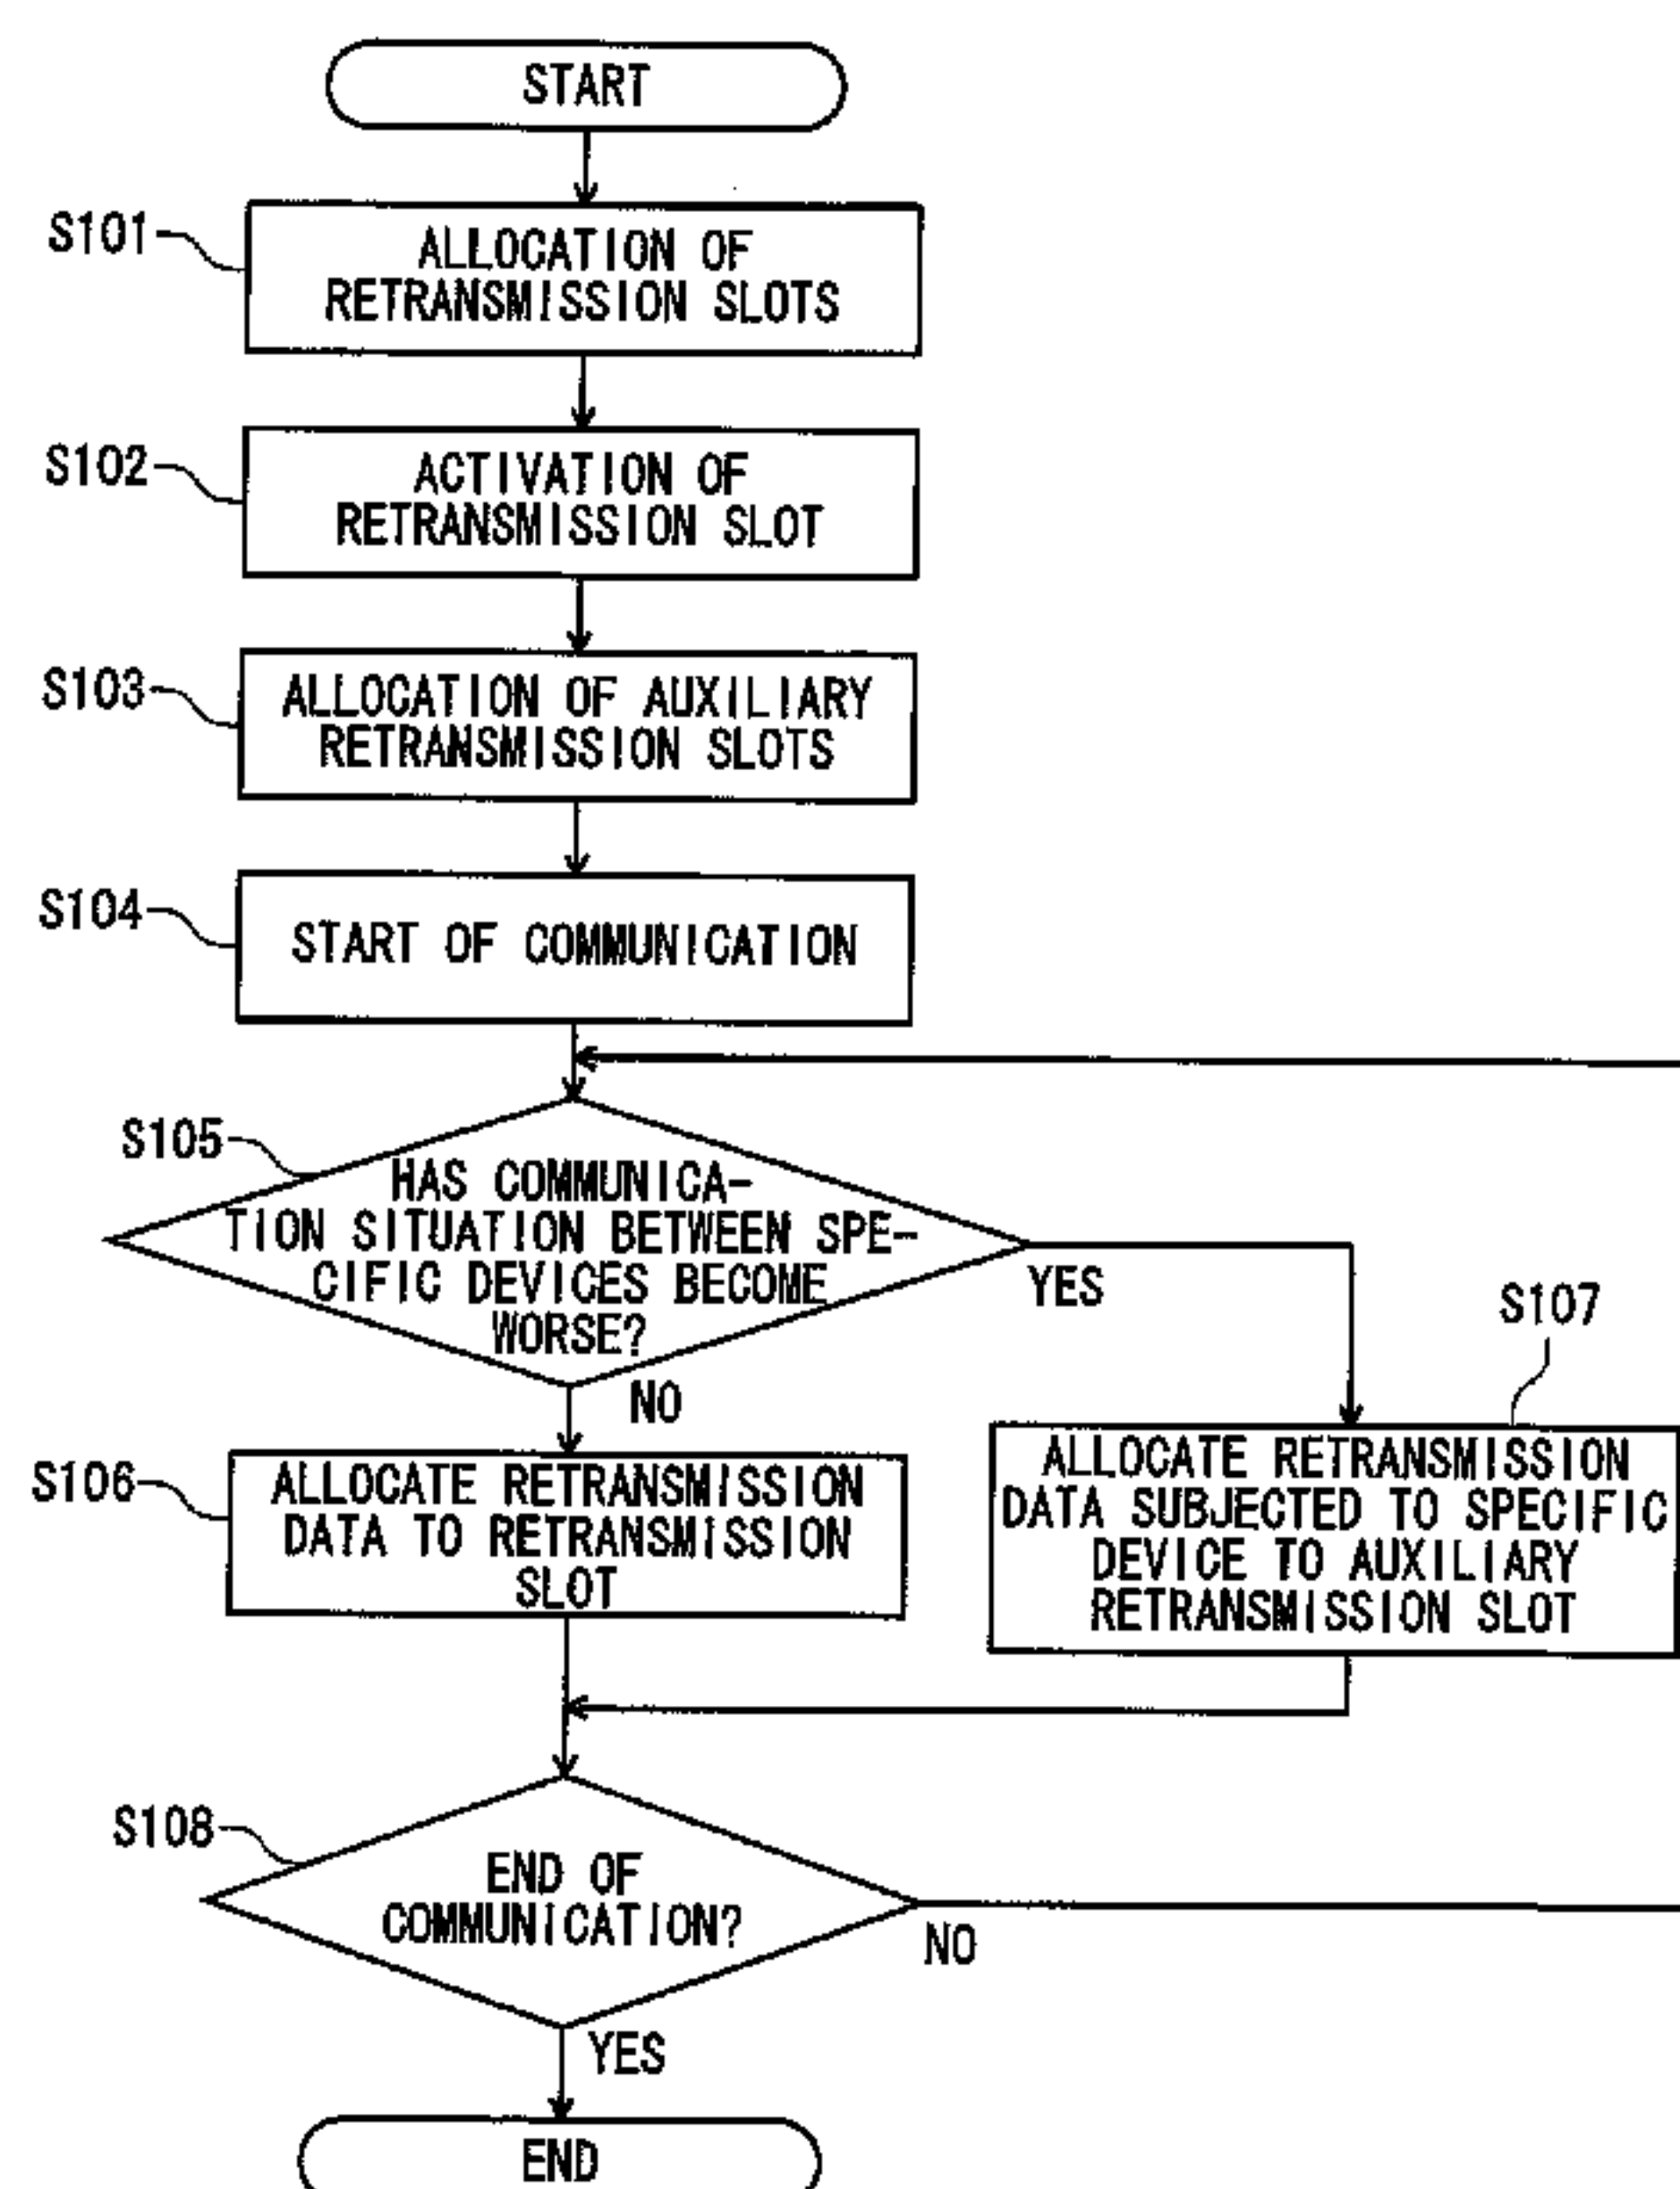 START
S101
ALLOCATION OF
RETRANSMISSION SLOTS
S102
ACTIVATION OF
RETRANSMISSION SLOT
S103
ALLOCATION OF AUXILIARY
RETRANSMISSION SLOTS
S104
START OF COMMUNICATION
S105
HAS COMMUNICA-
TION SITUATION BETWEEN SPE-
CIFIC DEVICES BECOME
WORSE?
YES
NO
S106
ALLOCATE RETRANSMISSION
DATA TO RETRANSMISSION
SLOT
S107
ALLOCATE RETRANSMISSION
DATA SUBJECTED TO SPECIFIC
DEVICE TO AUXILIARY
RETRANSMISSION SLOT
S108
END OF
COMMUNICATION?
NO
YES
END